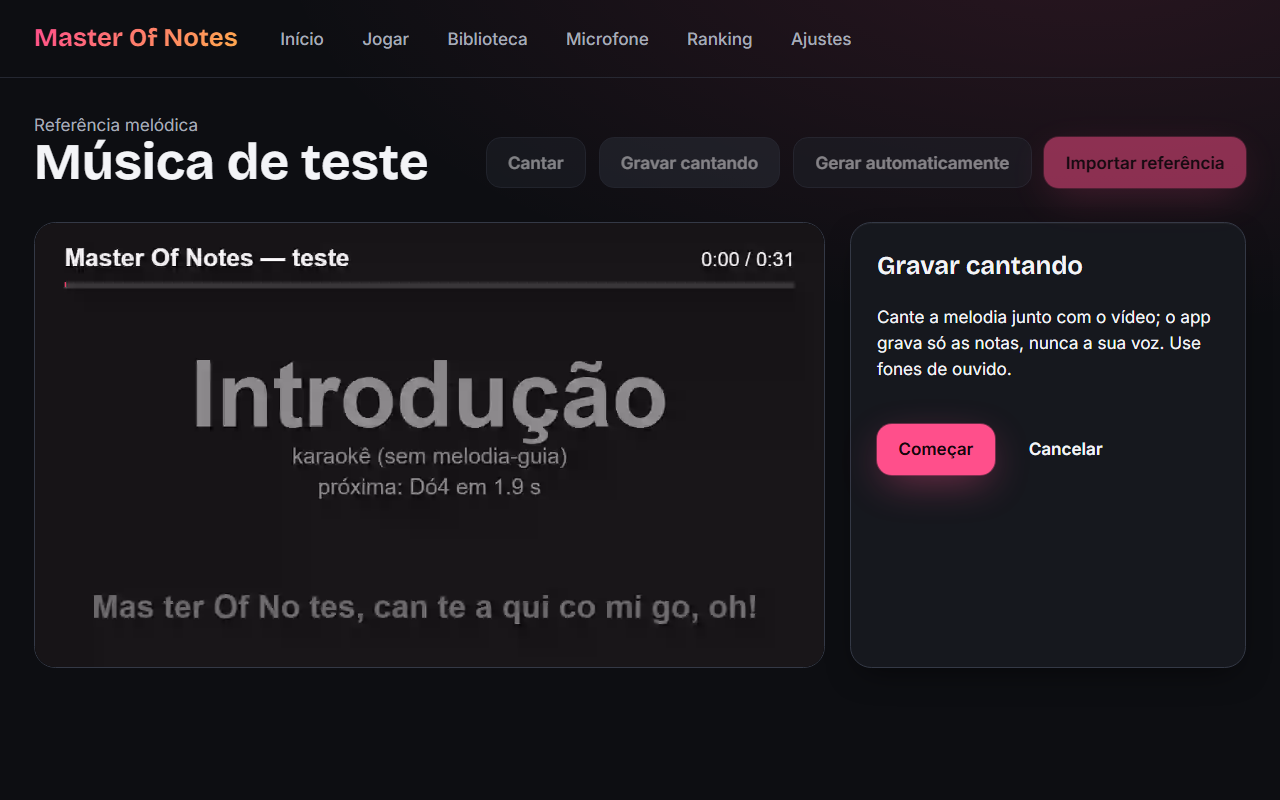 Master Of Notes
Início
Jogar
Biblioteca
Microfone
Ranking
Ajustes
Referência melódica
Música de teste
Cantar
Gravar cantando
Gerar automaticamente
Importar referência
Master Of Notes — teste
0:00 / 0:31
Introdução
karaokê (sem melodia-guia)
próxima: Dó4 em 1.9 s
Mas ter Of No tes, can te a qui co mi go, oh!
Gravar cantando
Cante a melodia junto com o vídeo; o app
grava só as notas, nunca a sua voz. Use
fones de ouvido.
Começar
Cancelar